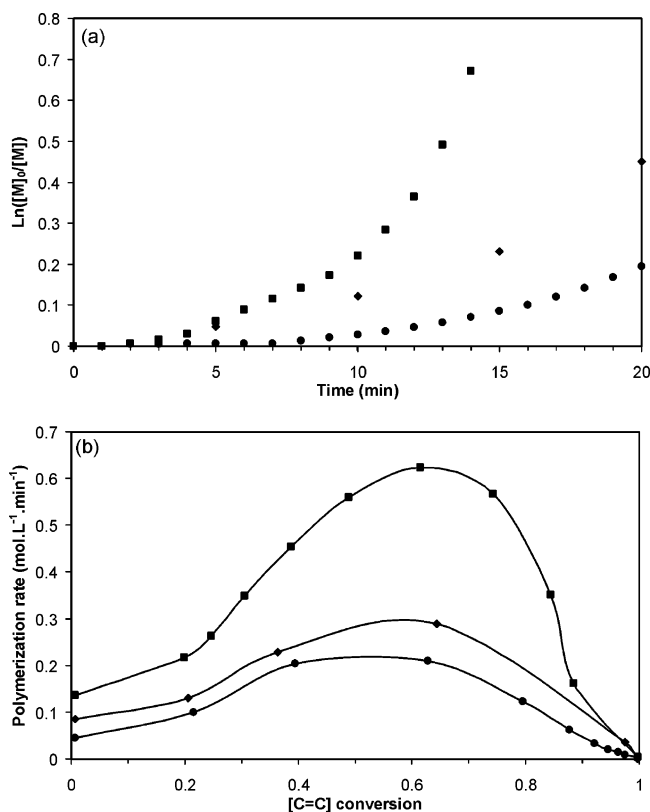 (a)
Ln([M]₀/[M])
0.8
0.7
0.6
0.5
0.4
0.3
0.2
0.1
0
0 5 10 15 20
Time (min)
(b)
Polymerization rate (mol.L⁻¹.min⁻¹)
0.7
0.6
0.5
0.4
0.3
0.2
0.1
0
0 0.2 0.4 0.6 0.8 1
[C=C] conversion